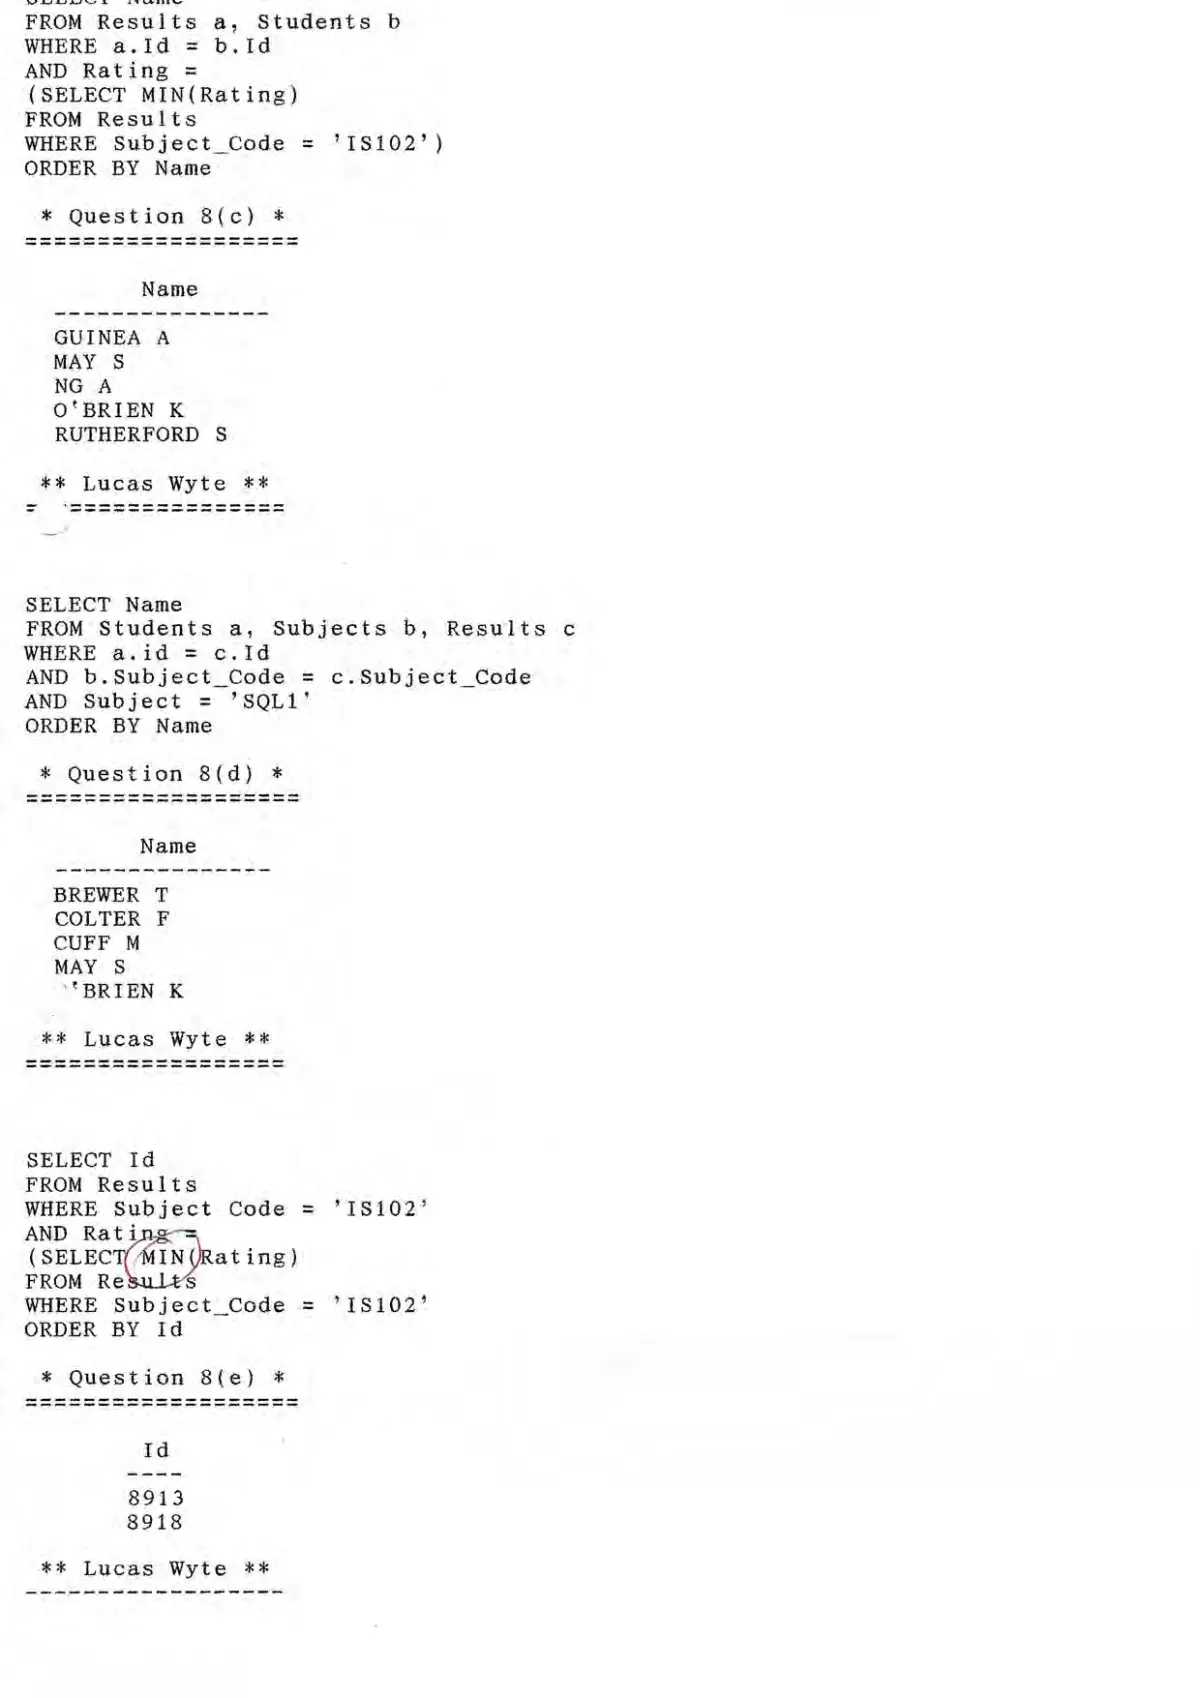 SELECT Name
FROM Results a, Students b
WHERE a.Id = b.Id
AND Rating =
(SELECT MIN(Rating)
FROM Results
WHERE Subject_Code = 'IS102')
ORDER BY Name
* Question 8(c) *
===================
Name
---------------
GUINEA A
MAY S
NG A
O'BRIEN K
RUTHERFORD S
** Lucas Wyte **
= ===============
SELECT Name
FROM Students a, Subjects b, Results c
WHERE a.id = c.Id
AND b.Subject_Code = c.Subject_Code
AND Subject = 'SQL1'
ORDER BY Name
* Question 8(d) *
===================
Name
---------------
BREWER T
COLTER F
CUFF M
MAY S
'BRIEN K
** Lucas Wyte **
==================
SELECT Id
FROM Results
WHERE Subject Code = 'IS102'
AND Rating =
(SELECT MIN(Rating)
FROM Results
WHERE Subject_Code = 'IS102'
ORDER BY Id
* Question 8(e) *
===================
Id
----
8913
8918
** Lucas Wyte **
------------------